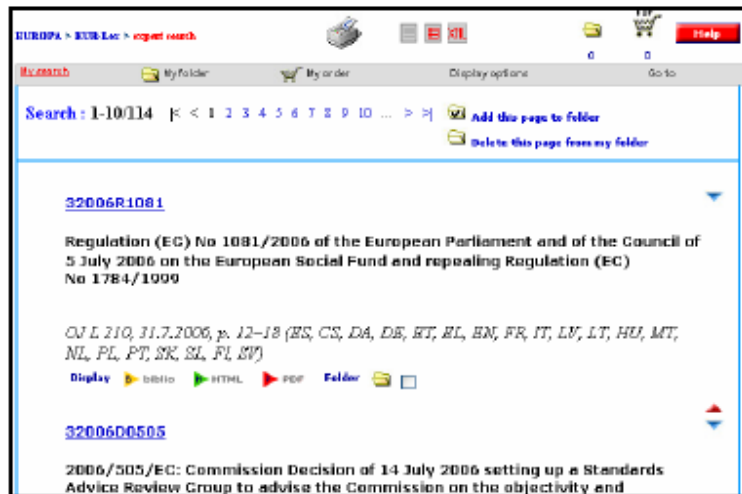 EUROPA > EUR-Lex > expert search
XML
Help
0 0
My search My folder My order Display options Go to
Search : 1-10/114 |< < 1 2 3 4 5 6 7 8 9 10 ... > >| Add this page to folder
Delete this page from my folder
32006R1081
Regulation (EC) No 1081/2006 of the European Parliament and of the Council of
5 July 2006 on the European Social Fund and repealing Regulation (EC)
No 1784/1999
OJ L 210, 31.7.2006, p. 12–18 (ES, CS, DA, DE, ET, EL, EN, FR, IT, LV, LT, HU, MT,
NL, PL, PT, SK, SL, FI, SV)
Display biblio HTML PDF Folder
32006D0505
2006/505/EC: Commission Decision of 14 July 2006 setting up a Standards
Advice Review Group to advise the Commission on the objectivity and